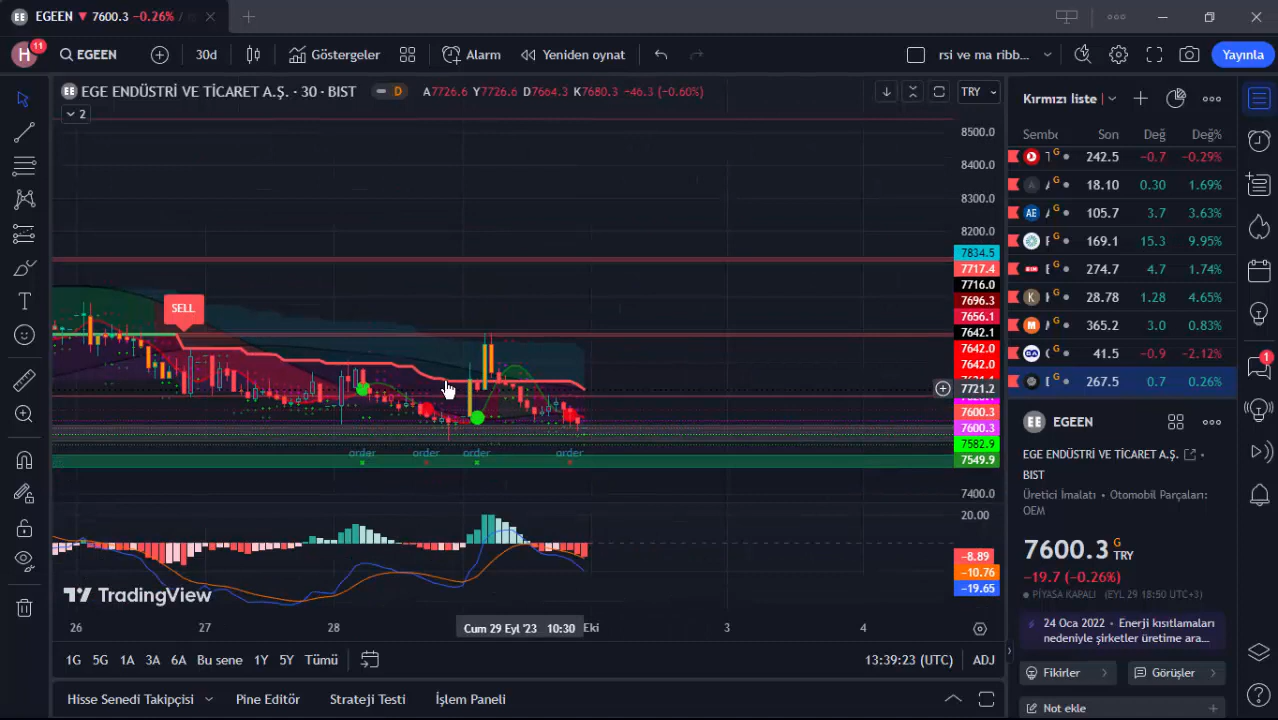 EGEEN ▼ 7600.3 −0.26% /
11
EGEEN
30d
Göstergeler
Alarm
Yeniden oynat
rsi ve ma ribb...
Yayınla
EGE ENDÜSTRİ VE TİCARET A.Ş. · 30 · BIST
D
A7726.6 Y7726.6 D7664.3 K7680.3 −46.3 (−0.60%)
TRY
2
8500.0
8400.0
8300.0
8200.0
7834.5
7717.4
7716.0
7696.3
7656.1
7642.1
7642.0
7642.0
7721.2
7600.3
7600.3
7582.9
7549.9
7400.0
20.00
−8.89
−10.76
−19.65
SELL
order
order
order
order
TradingView
26
27
28
Cum 29 Eyl '23 10:30
Eki
3
4
1G
5G
1A
3A
6A
Bu sene
1Y
5Y
Tümü
13:39:23 (UTC)
ADJ
Hisse Senedi Takipçisi
Pine Editör
Strateji Testi
İşlem Paneli
Kırmızı liste
Sembo
Son
Değ
Değ%
G 242.5 −0.7 −0.29%
G 18.10 0.30 1.69%
AE G 105.7 3.7 3.63%
G 169.1 15.3 9.95%
G 274.7 4.7 1.74%
K G 28.78 1.28 4.65%
G 365.2 3.0 0.83%
G 41.5 −0.9 −2.12%
G 267.5 0.7 0.26%
1
EE EGEEN
EGE ENDÜSTRİ VE TİCARET A.Ş.
BIST
Üretici İmalatı • Otomobil Parçaları:
OEM
7600.3 G TRY
−19.7 (−0.26%)
PİYASA KAPALI (EYL 29 18:50 UTC+3)
24 Oca 2022 • Enerji kısıtlamaları
nedeniyle şirketler üretime ara...
Fikirler
Görüşler
Not ekle